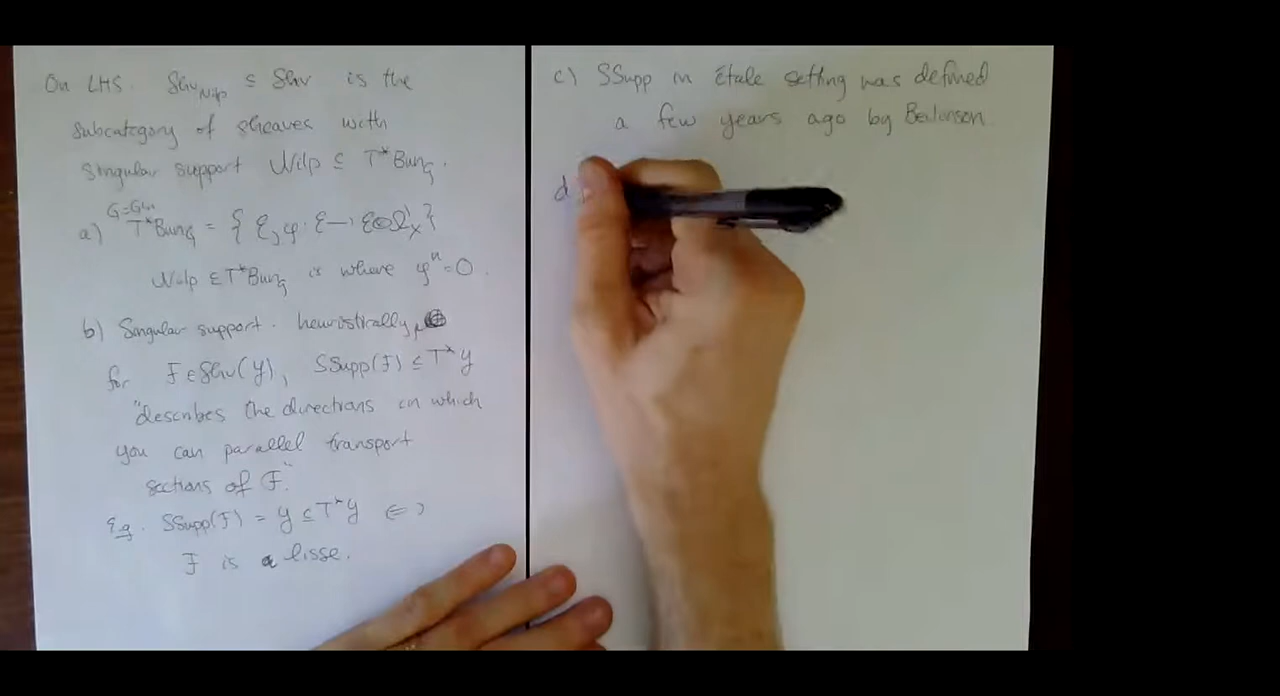 On LHS. Shv_Nilp ⊆ Shv is the
subcategory of sheaves with
singular support Nilp ⊆ T*Bun_G.
G=GLn
a) T*Bun_G = { E, φ: E → E⊗Ω¹_X }
Nilp ⊆ T*Bun_G is where φⁿ=0.
b) Singular support. heuristically,
for F ∈ Shv(Y), SSupp(F) ⊆ T*Y
"describes the directions in which
you can parallel transport
sections of F."
E.g. SSupp(F) = Y ⊆ T*Y ⇔
F is lisse.
c) SSupp in étale setting was defined
a few years ago by Beilinson
d)